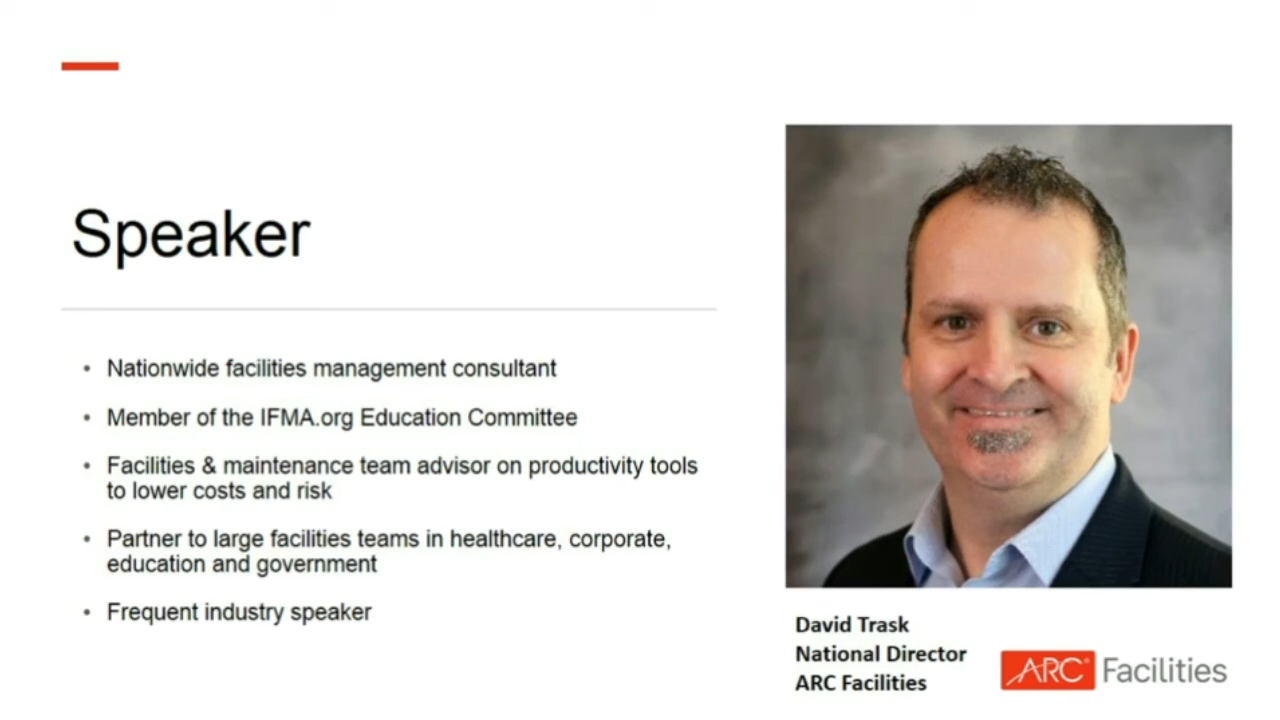 Speaker
• Nationwide facilities management consultant
• Member of the IFMA.org Education Committee
• Facilities & maintenance team advisor on productivity tools
to lower costs and risk
• Partner to large facilities teams in healthcare, corporate,
education and government
• Frequent industry speaker
David Trask
National Director
ARC Facilities
ARC® Facilities